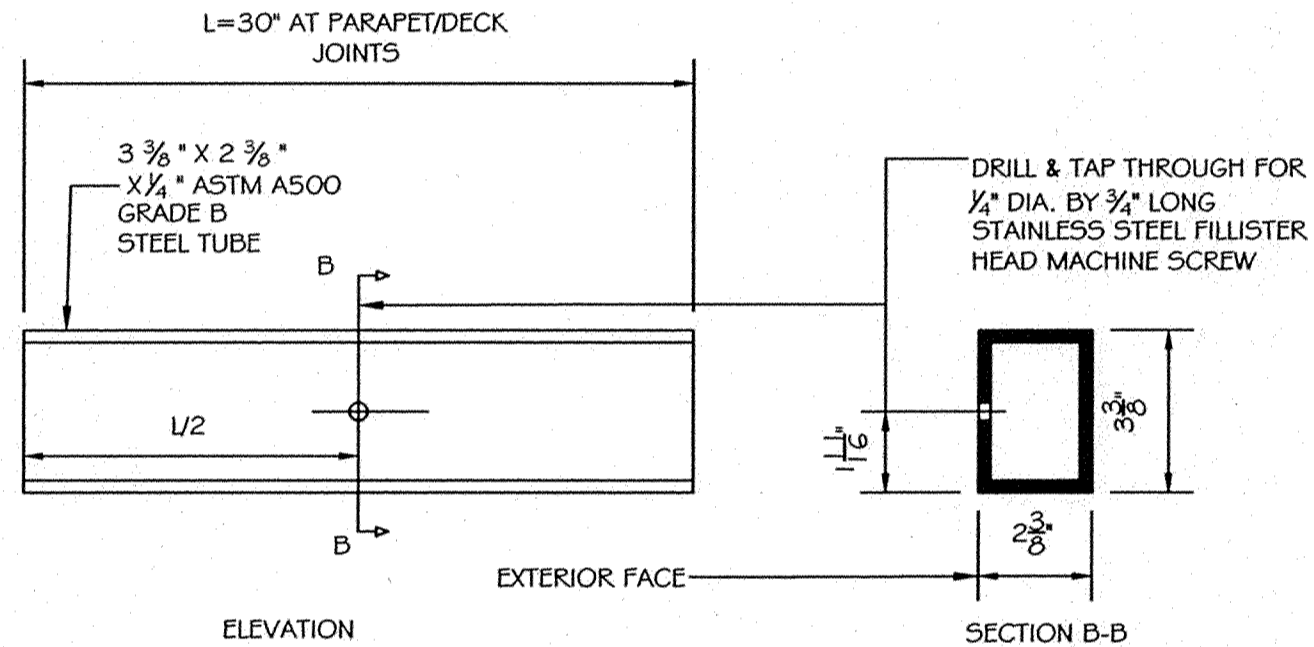 L=30" AT PARAPET/DECK
JOINTS
3 3/8 " X 2 3/8 "
X 1/4 " ASTM A500
GRADE B
STEEL TUBE
DRILL & TAP THROUGH FOR
1/4" DIA. BY 3/4" LONG
STAINLESS STEEL FILLISTER
HEAD MACHINE SCREW
B
L/2
1 11/16"
3 3/8"
B
2 3/8"
EXTERIOR FACE
ELEVATION
SECTION B-B